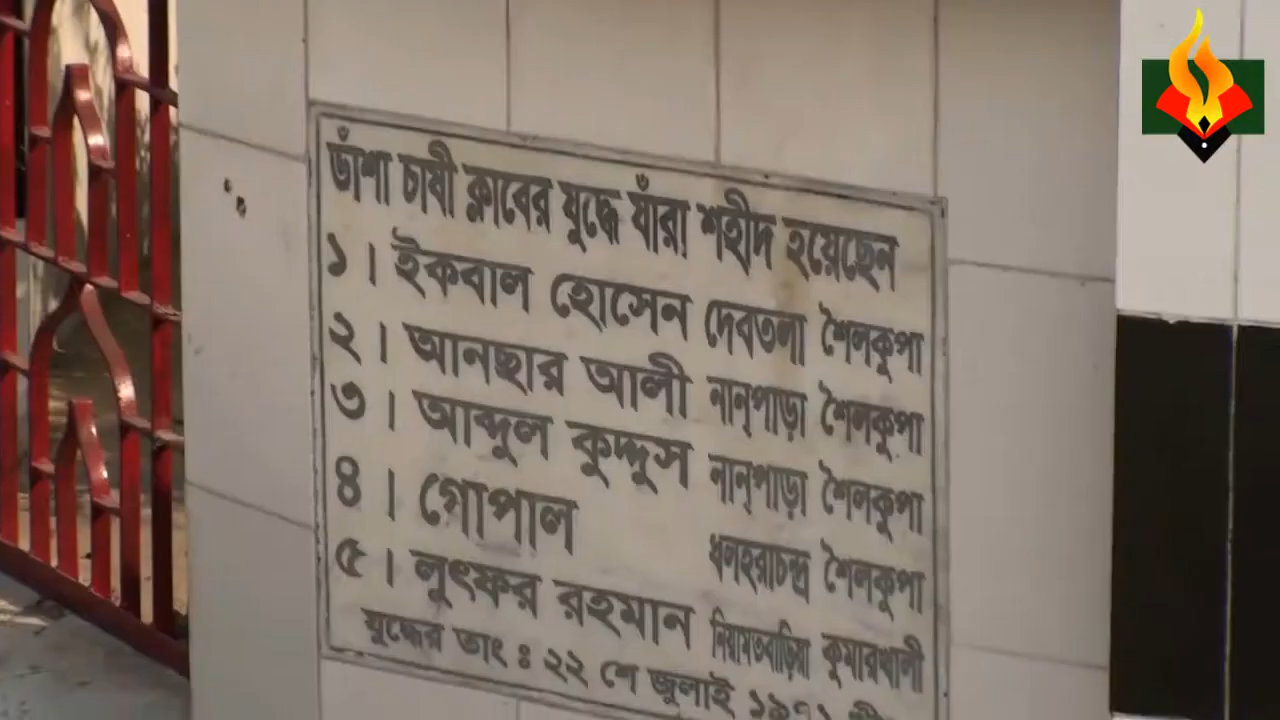 ডাঁশা চাষী ক্লাবের যুদ্ধে যাঁরা শহীদ হয়েছেন
১। ইকবাল হোসেন দেবতলা শৈলকুপা
২। আনছার আলী নান্পাড়া শৈলকুপা
৩। আব্দুল কুদ্দুস নান্পাড়া শৈলকুপা
৪। গোপাল ধলহরাচন্দ্র শৈলকুপা
৫। লুৎফর রহমান নিয়ামতবাড়িয়া কুমারখালী
যুদ্ধের তাং ঃ ২২ শে জুলাই ১৯৭১